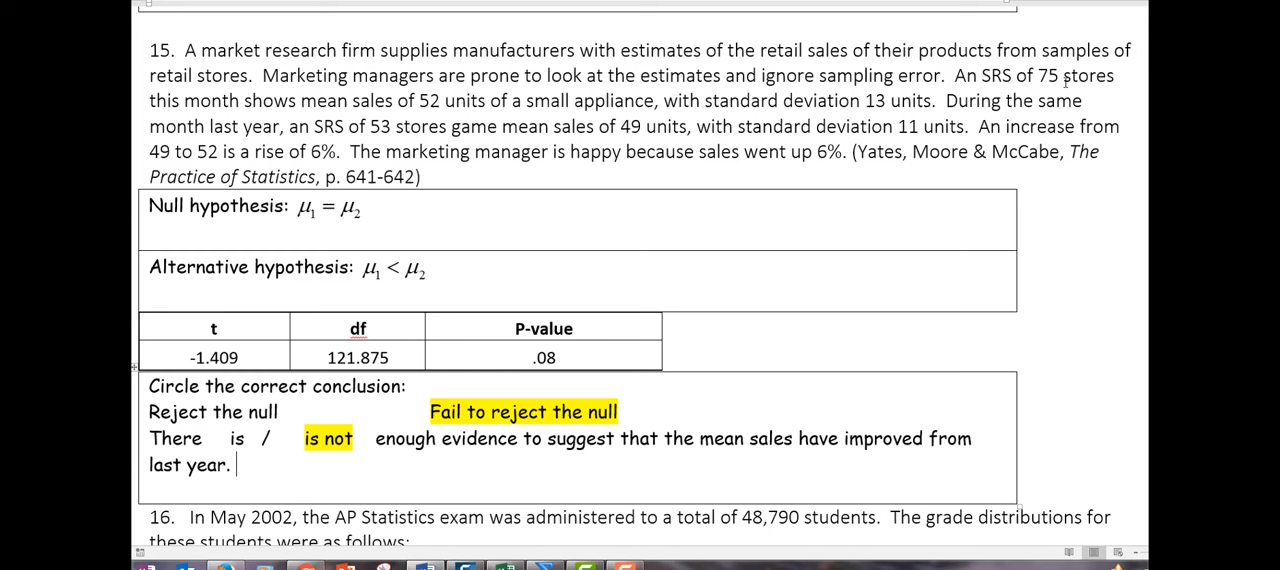 15. A market research firm supplies manufacturers with estimates of the retail sales of their products from samples of
retail stores. Marketing managers are prone to look at the estimates and ignore sampling error. An SRS of 75 stores
this month shows mean sales of 52 units of a small appliance, with standard deviation 13 units. During the same
month last year, an SRS of 53 stores game mean sales of 49 units, with standard deviation 11 units. An increase from
49 to 52 is a rise of 6%. The marketing manager is happy because sales went up 6%. (Yates, Moore & McCabe, The
Practice of Statistics, p. 641-642)
Null hypothesis: μ₁ = μ₂
Alternative hypothesis: μ₁ < μ₂
t df P-value
-1.409 121.875 .08
Circle the correct conclusion:
Reject the null Fail to reject the null
There is / is not enough evidence to suggest that the mean sales have improved from
last year.
16. In May 2002, the AP Statistics exam was administered to a total of 48,790 students. The grade distributions for
these students were as follows: